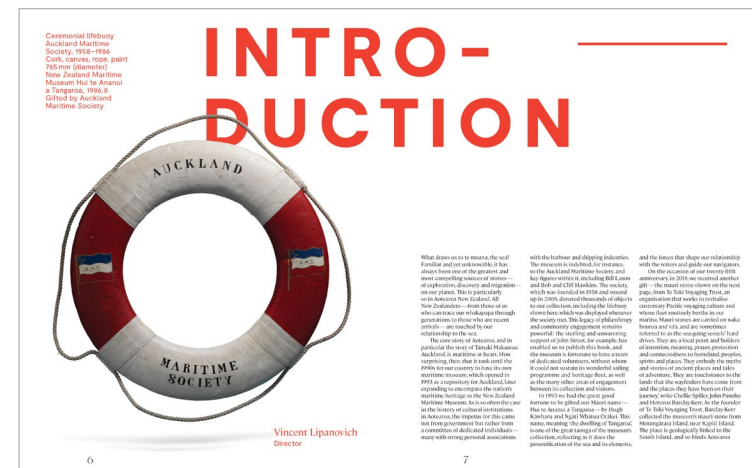 Ceremonial lifebuoy
Auckland Maritime
Society, 1958–1986
Cork, canvas, rope, paint
765 mm (diameter)
New Zealand Maritime
Museum Hui te Ananui
a Tangaroa, 1986.8
Gifted by Auckland
Maritime Society
INTRO-
DUCTION
AUCKLAND
AMS
AMS
MARITIME
SOCIETY
Vincent Lipanovich
Director
What draws us to te moana, the sea?
Familiar and yet unknowable, it has
always been one of the greatest and
most compelling sources of stories—
of exploration, discovery and migration—
on our planet. This is particularly
so in Aotearoa New Zealand. All
New Zealanders—from those of us
who can trace our whakapapa through
generations to those who are recent
arrivals—are touched by our
relationship to the sea.
The core story of Aotearoa, and in
particular the story of Tāmaki Makaurau
Auckland, is maritime at heart. How
surprising, then, that it took until the
1990s for our country to have its own
maritime museum, which opened in
1993 as a repository for Auckland, later
expanding to encompass the nation's
maritime heritage as the New Zealand
Maritime Museum. As is so often the case
in the history of cultural institutions
in Aotearoa, the impetus for this came
not from government but rather from
a committee of dedicated individuals—
many with strong personal associations
with the harbour and shipping industries.
The museum is indebted, for instance,
to the Auckland Maritime Society, and
key figures within it, including Bill Laxon
and Bob and Cliff Hawkins. The society,
which was founded in 1958 and wound
up in 2008, donated thousands of objects
to our collection, including the lifebuoy
shown here, which was displayed whenever
the society met. This legacy of philanthropy
and community engagement remains
powerful: the sterling and unwavering
support of John Street, for example, has
enabled us to publish this book, and
the museum is fortunate to have a team
of dedicated volunteers, without whom
it could not sustain its wonderful sailing
programme and heritage fleet, as well
as the many other areas of engagement
between its collection and visitors.
In 1993 we had the great good
fortune to be gifted our Māori name—
Hui te Ananui a Tangaroa—by Hugh
Kāwharu and Ngāti Whātua Ōrākei. This
name, meaning 'the dwelling of Tangaroa',
is one of the great taonga of the museum's
collection, reflecting as it does the
personification of the sea and its elements,
and the forces that shape our relationship
with the waters and guide our navigators.
On the occasion of our twenty-fifth
anniversary, in 2018, we received another
gift—the mauri stone shown on the next
page, from Te Toki Voyaging Trust, an
organisation that works to revitalise
customary Pacific voyaging culture and
whose fleet routinely berths in our
marina. Mauri stones are carried on waka
hourua and va'a, and are sometimes
referred to as the sea-going vessels' hard
drives. They are a focal point and 'holders
of intention, meaning, prayer, protection
and connectedness to homeland, peoples,
spirits and places. They embody the myths
and stories of ancient places and tales
of adventure. They are touchstones to the
lands that the wayfinders have come from
and the places they have been on their
journey', write Chellie Spiller, John Panoho
and Hoturoa Barclay-Kerr. As the founder
of Te Toki Voyaging Trust, Barclay-Kerr
collected the museum's mauri stone from
Motungārara Island, near Kapiti Island.
The place is geologically linked to the
South Island, and so binds Aotearoa
6
7